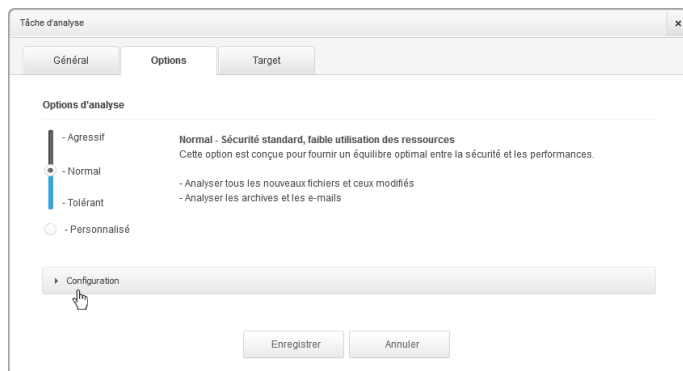 Tâche d'analyse
×
Général
Options
Target
Options d'analyse
- Agressif
- Normal
- Tolérant
- Personnalisé
Normal - Sécurité standard, faible utilisation des ressources
Cette option est conçue pour fournir un équilibre optimal entre la sécurité et les performances.
- Analyser tous les nouveaux fichiers et ceux modifiés
- Analyser les archives et les e-mails
Configuration
Enregistrer
Annuler